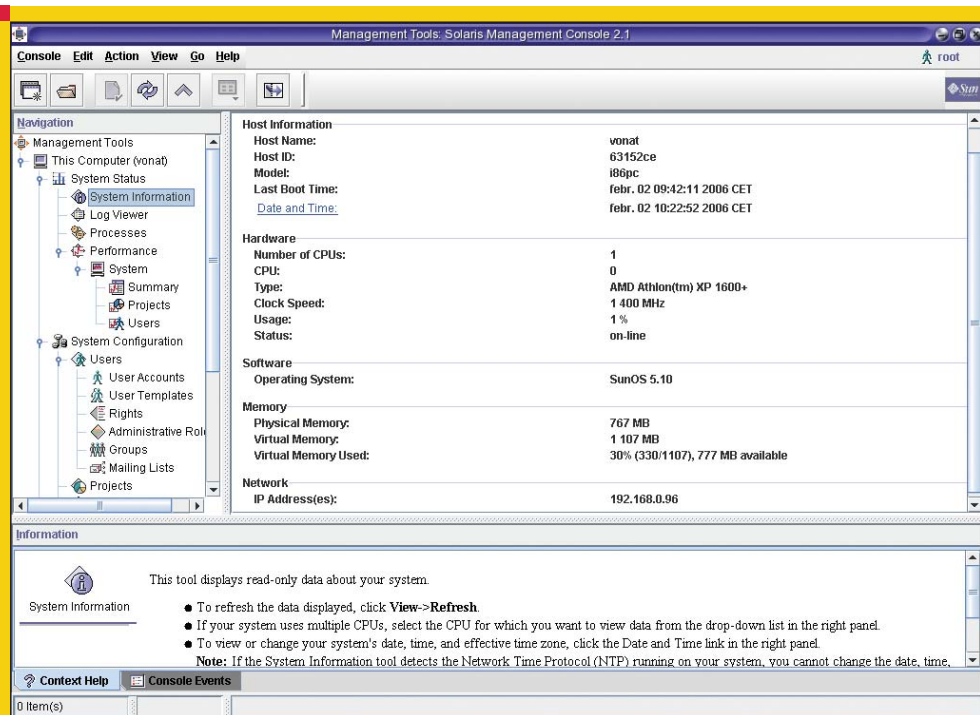 Management Tools: Solaris Management Console 2.1
Console Edit Action View Go Help
root
Sun
Navigation
Management Tools
This Computer (vonat)
System Status
System Information
Log Viewer
Processes
Performance
System
Summary
Projects
Users
System Configuration
Users
User Accounts
User Templates
Rights
Administrative Role
Groups
Mailing Lists
Projects
Host Information
Host Name: vonat
Host ID: 63152ce
Model: i86pc
Last Boot Time: febr. 02 09:42:11 2006 CET
Date and Time: febr. 02 10:22:52 2006 CET
Hardware
Number of CPUs: 1
CPU: 0
Type: AMD Athlon(tm) XP 1600+
Clock Speed: 1 400 MHz
Usage: 1 %
Status: on-line
Software
Operating System: SunOS 5.10
Memory
Physical Memory: 767 MB
Virtual Memory: 1 107 MB
Virtual Memory Used: 30% (330/1107), 777 MB available
Network
IP Address(es): 192.168.0.96
Information
System Information
This tool displays read-only data about your system.
● To refresh the data displayed, click View->Refresh.
● If your system uses multiple CPUs, select the CPU for which you want to view data from the drop-down list in the right panel.
● To view or change your system's date, time, and effective time zone, click the Date and Time link in the right panel.
Note: If the System Information tool detects the Network Time Protocol (NTP) running on your system, you cannot change the date, time,
Context Help Console Events
0 Item(s)